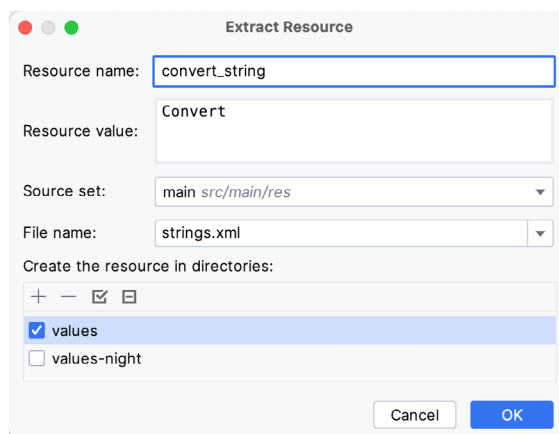 Extract Resource
Resource name: convert_string
Resource value: Convert
Source set: main src/main/res
File name: strings.xml
Create the resource in directories:
values
values-night
Cancel OK